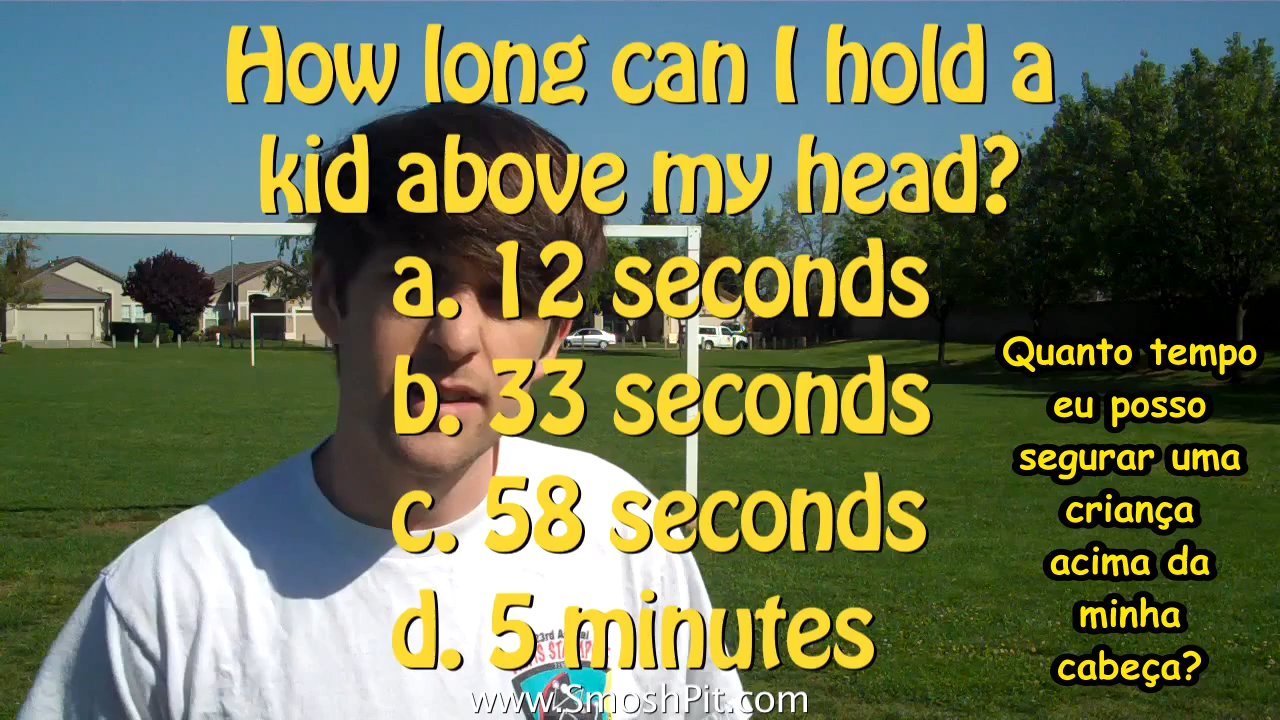 How long can I hold a
kid above my head?
a. 12 seconds
b. 33 seconds
c. 58 seconds
d. 5 minutes
Quanto tempo
eu posso
segurar uma
criança
acima da
minha
cabeça?
23rd
www.SmoshPit.com